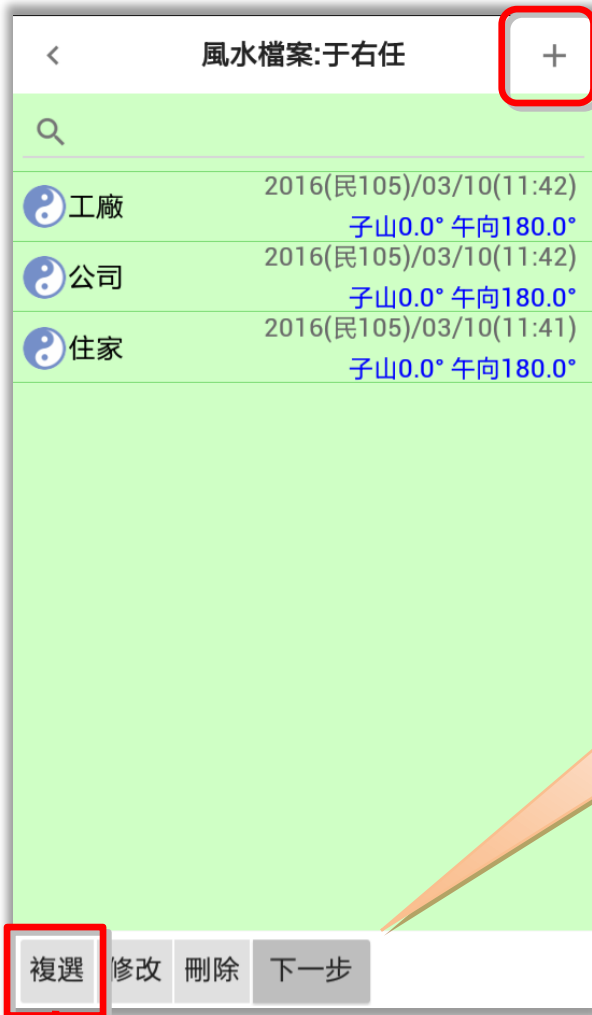 風水檔案:于右任
工廠
2016(民105)/03/10(11:42)
子山0.0° 午向180.0°
公司
2016(民105)/03/10(11:42)
子山0.0° 午向180.0°
住家
2016(民105)/03/10(11:41)
子山0.0° 午向180.0°
複選 修改 刪除 下一步